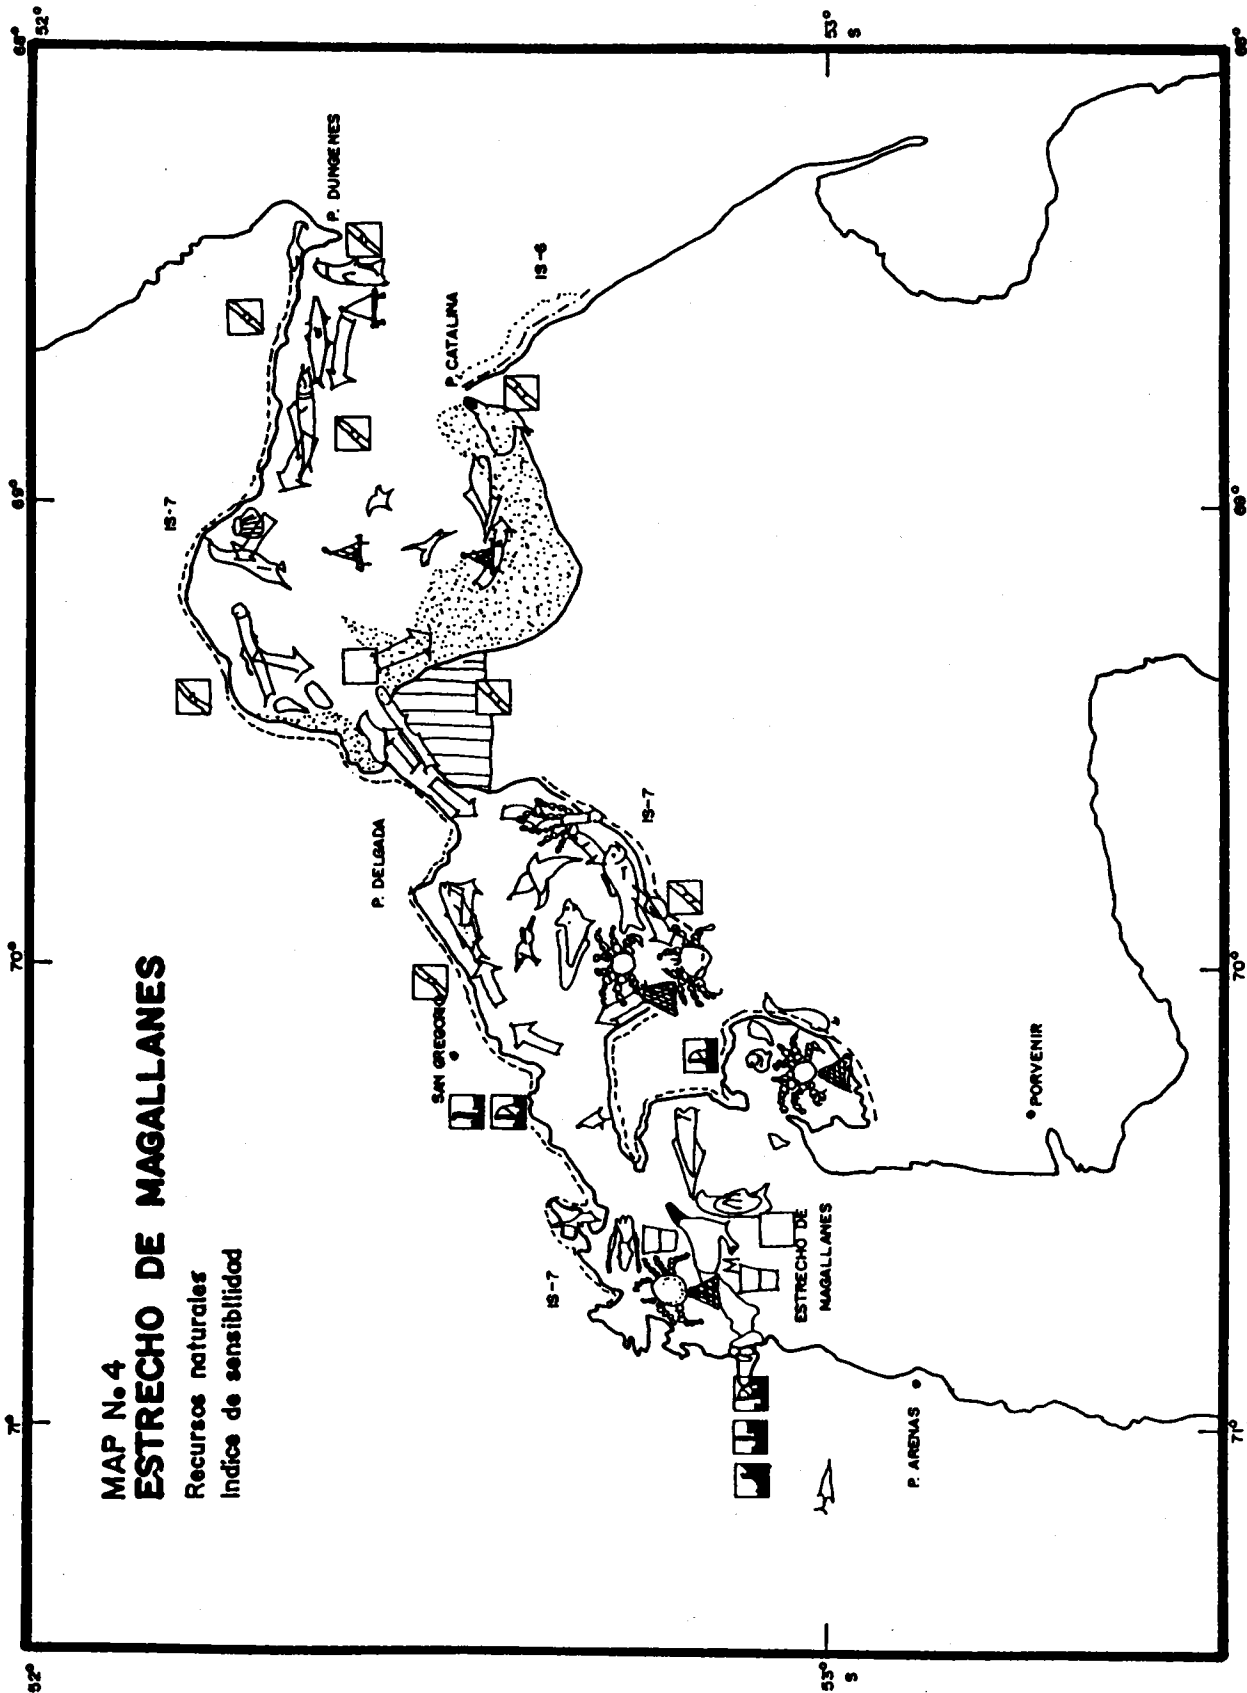 MAP No.4
ESTRECHO DE MAGALLANES
Recursos naturales
Indice de sensibilidad
52°
71°
70°
69°
68°
52°
IS-7
P. DUNGENES
P. CATALINA
IS-6
P. DELGADA
SAN GREGORIO
IS-7
IS-7
M
ESTRECHO DE
MAGALLANES
P. ARENAS
PORVENIR
53°
S
53°
S
71°
70°
69°
68°